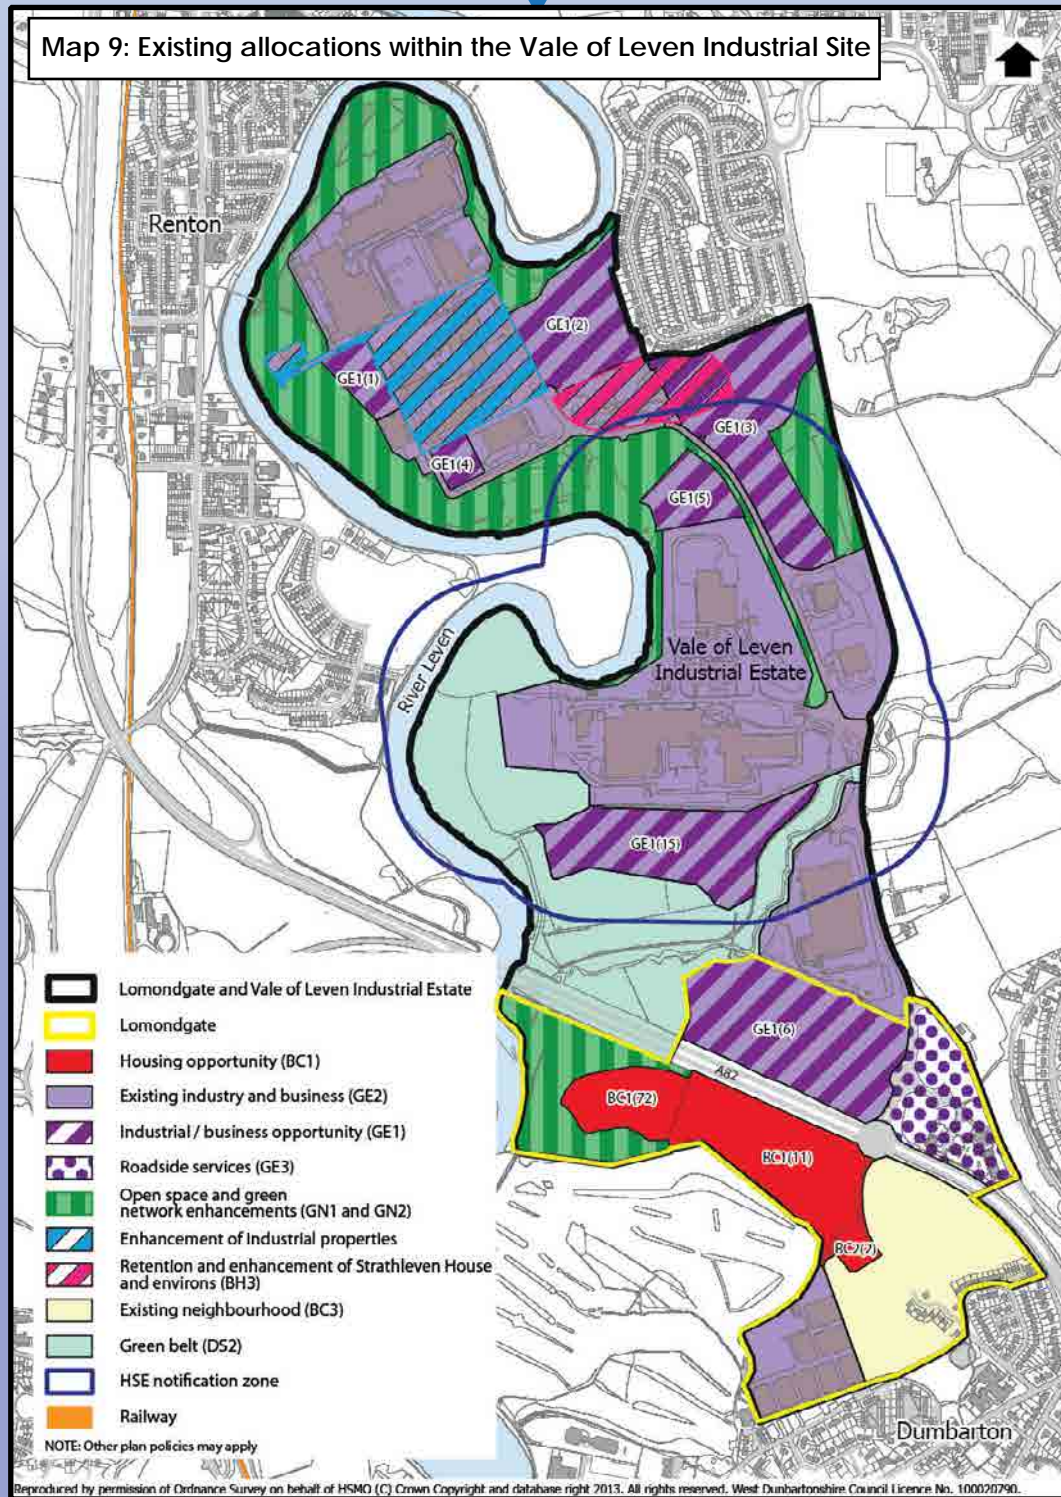 Map 9: Existing allocations within the Vale of Leven Industrial Site
Renton
GE1(2)
GE1(1)
GE1(3)
GE1(4)
GE1(5)
Vale of Leven
Industrial Estate
River Leven
GE1(15)
GE1(6)
A82
BC1(72)
BC1(11)
BC2(2)
Dumbarton
Lomondgate and Vale of Leven Industrial Estate
Lomondgate
Housing opportunity (BC1)
Existing industry and business (GE2)
Industrial / business opportunity (GE1)
Roadside services (GE3)
Open space and green
network enhancements (GN1 and GN2)
Enhancement of Industrial properties
Retention and enhancement of Strathleven House
and environs (BH3)
Existing neighbourhood (BC3)
Green belt (DS2)
HSE notification zone
Railway
NOTE: Other plan policies may apply
Reproduced by permission of Ordnance Survey on behalf of HSMO (C) Crown Copyright and database right 2013. All rights reserved. West Dunbartonshire Council Licence No. 100020790.